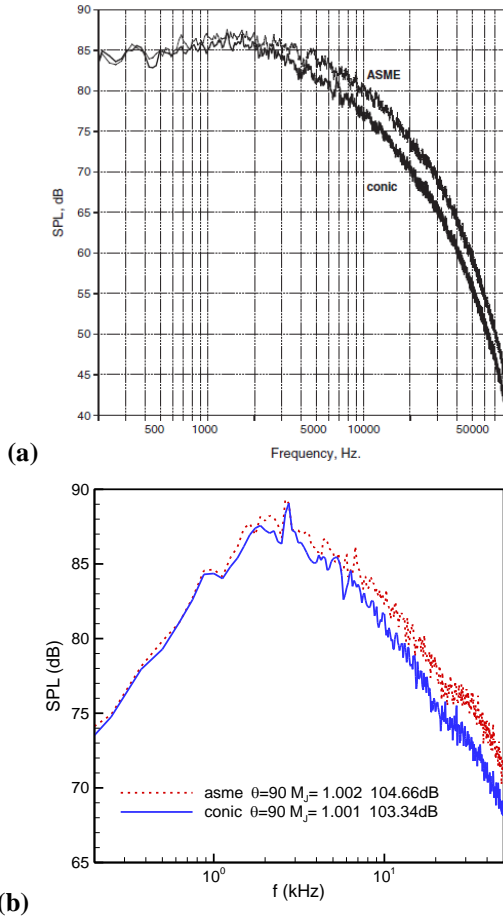 90
85
80
75
70
65
60
55
50
45
40
SPL, dB
ASME
conic
500 1000 5000 10000 50000
Frequency, Hz.
(a)
90
85
80
75
70
65
SPL (dB)
asme θ=90 M_J= 1.002 104.66dB
conic θ=90 M_J= 1.001 103.34dB
10⁰ 10¹
f (kHz)
(b)